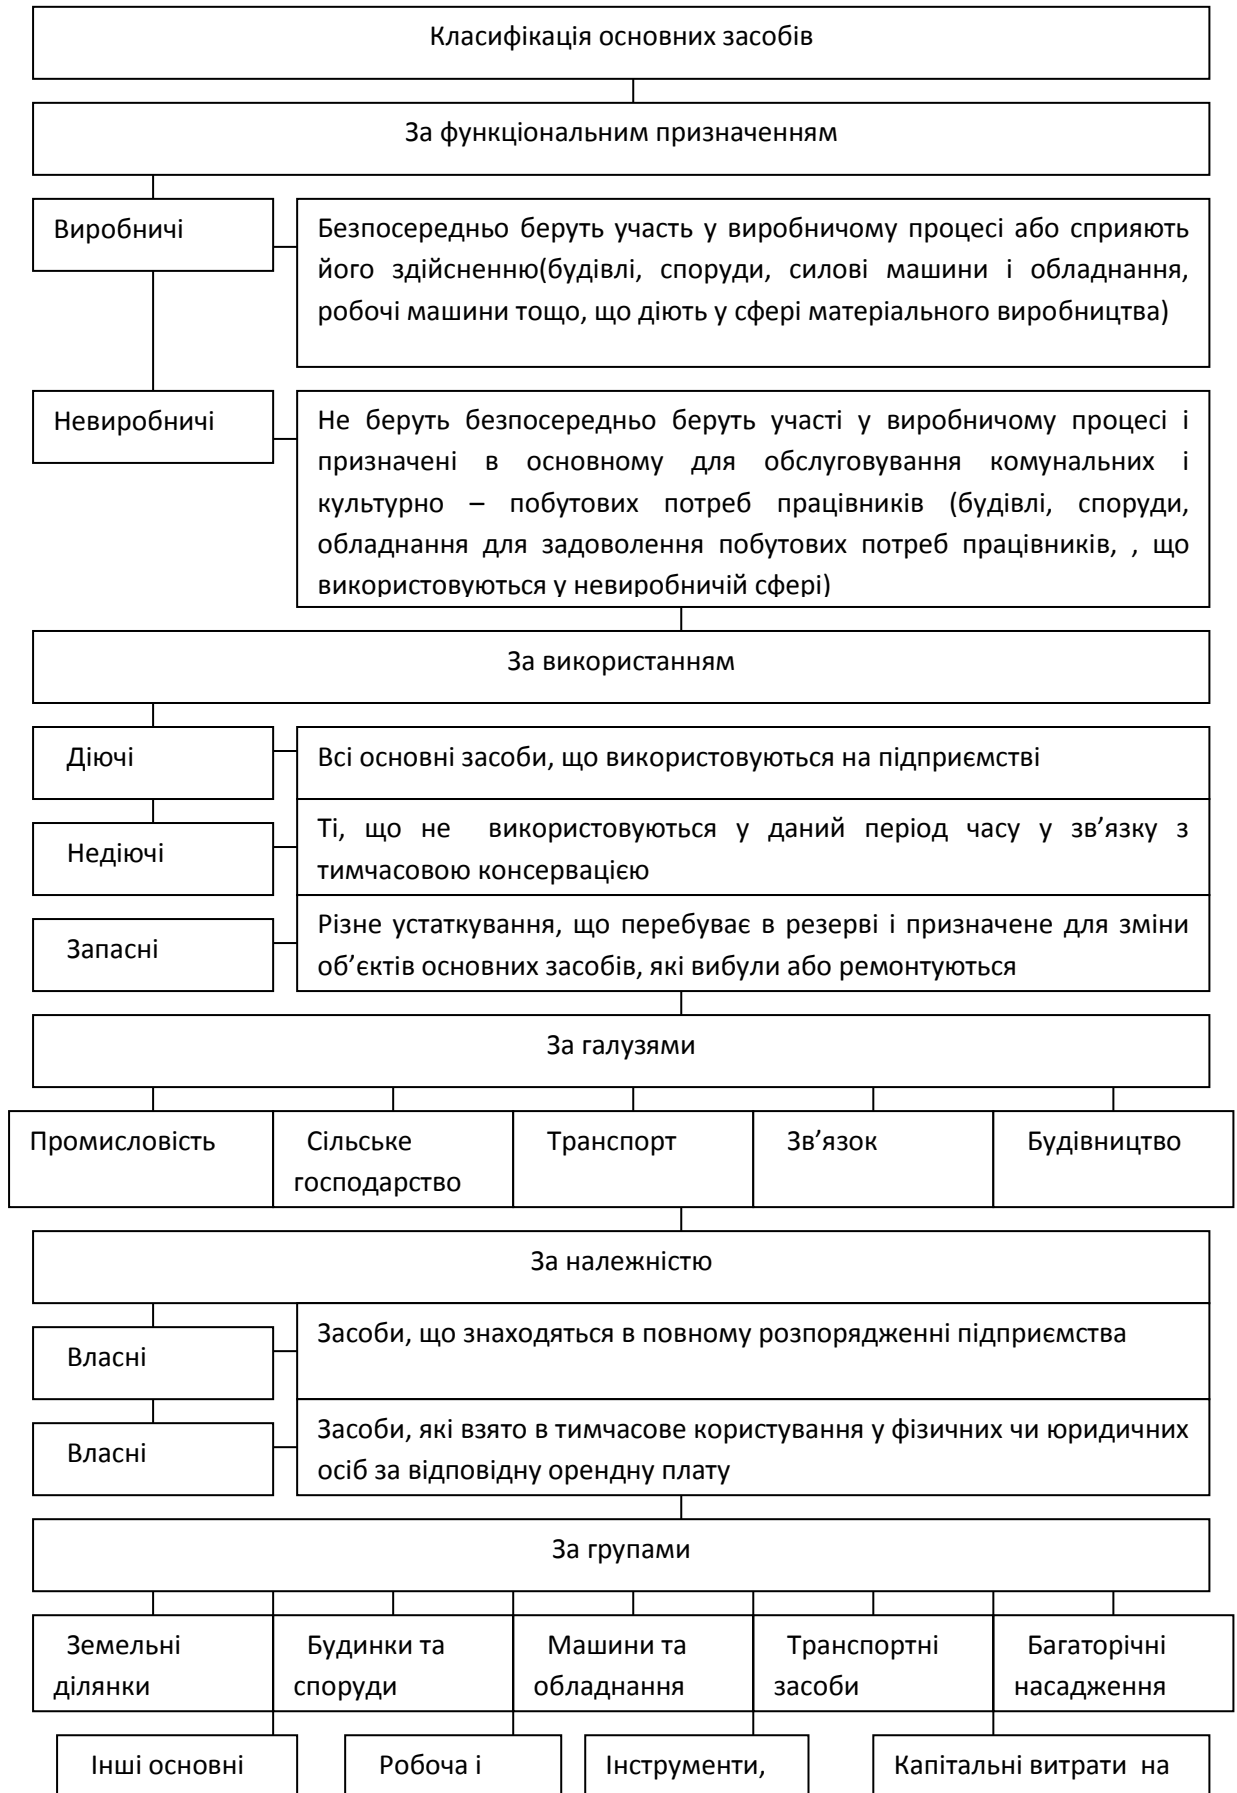 Класифікація основних засобів
За функціональним призначенням
Виробничі
Безпосередньо беруть участь у виробничому процесі або сприяють
його здійсненню(будівлі, споруди, силові машини і обладнання,
робочі машини тощо, що діють у сфері матеріального виробництва)
Невиробничі
Не беруть безпосередньо беруть участі у виробничому процесі і
призначені в основному для обслуговування комунальних і
культурно – побутових потреб працівників (будівлі, споруди,
обладнання для задоволення побутових потреб працівників, , що
використовуються у невиробничій сфері)
За використанням
Діючі
Всі основні засоби, що використовуються на підприємстві
Недіючі
Ті, що не використовуються у даний період часу у зв’язку з
тимчасовою консервацією
Запасні
Різне устаткування, що перебуває в резерві і призначене для зміни
об’єктів основних засобів, які вибули або ремонтуються
За галузями
Промисловість
Сільське
господарство
Транспорт
Зв’язок
Будівництво
За належністю
Власні
Засоби, що знаходяться в повному розпорядженні підприємства
Власні
Засоби, які взято в тимчасове користування у фізичних чи юридичних
осіб за відповідну орендну плату
За групами
Земельні
ділянки
Будинки та
споруди
Машини та
обладнання
Транспортні
засоби
Багаторічні
насадження
Інші основні
Робоча і
Інструменти,
Капітальні витрати на